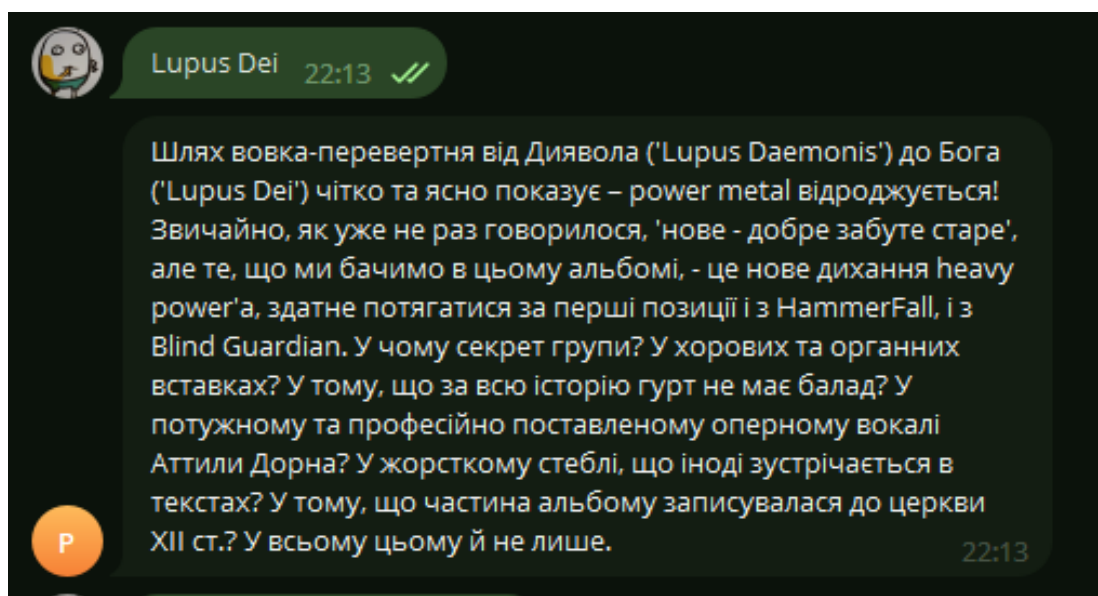 Lupus Dei 22:13
Шлях вовка-перевертня від Диявола ('Lupus Daemonis') до Бога
('Lupus Dei') чітко та ясно показує – power metal відроджується!
Звичайно, як уже не раз говорилося, 'нове - добре забуте старе',
але те, що ми бачимо в цьому альбомі, - це нове дихання heavy
power'а, здатне потягатися за перші позиції і з HammerFall, і з
Blind Guardian. У чому секрет групи? У хорових та органних
вставках? У тому, що за всю історію гурт не має балад? У
потужному та професійно поставленому оперному вокалі
Аттили Дорна? У жорсткому стеблі, що іноді зустрічається в
текстах? У тому, що частина альбому записувалася до церкви
XII ст.? У всьому цьому й не лише.
P
22:13